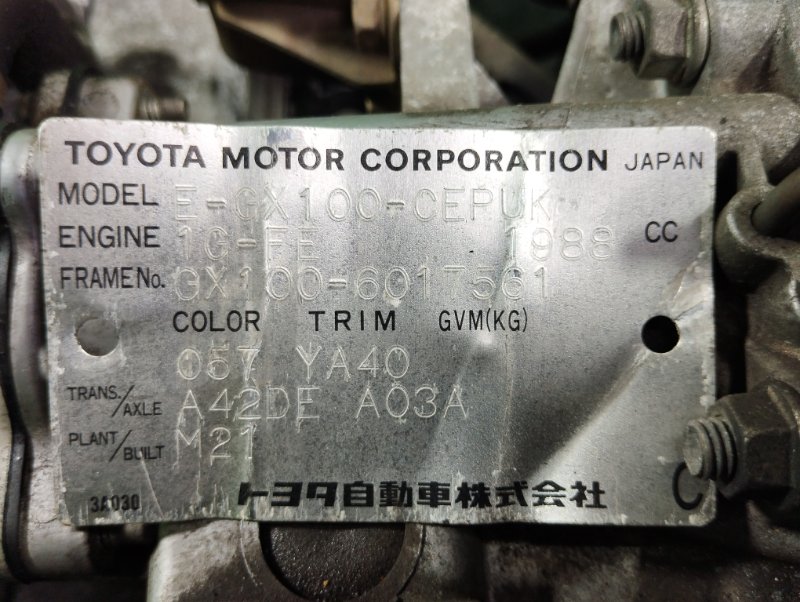 TOYOTA MOTOR CORPORATION JAPAN
MODEL E-GX100-CEPUK
ENGINE 1G-FE 1988 CC
FRAME No. GX100-6017561
COLOR TRIM GVM(KG)
057 YA40
TRANS./AXLE A42DE A03A
PLANT/BUILT M21
3A030 トヨタ自動車株式会社 C